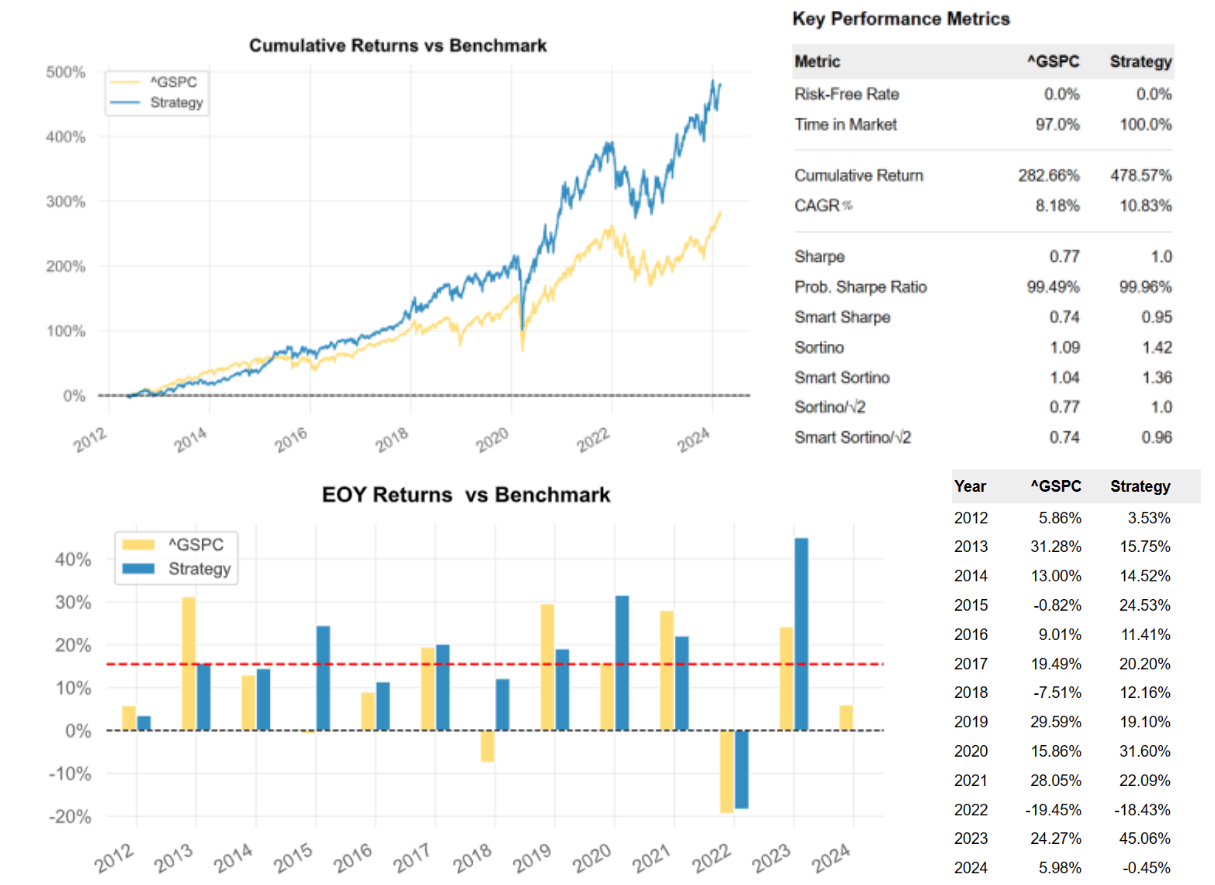 Cumulative Returns vs Benchmark
500%
400%
300%
200%
100%
0%
^GSPC
Strategy
2012 2014 2016 2018 2020 2022 2024
Key Performance Metrics
Metric ^GSPC Strategy
Risk-Free Rate 0.0% 0.0%
Time in Market 97.0% 100.0%
Cumulative Return 282.66% 478.57%
CAGR﹪ 8.18% 10.83%
Sharpe 0.77 1.0
Prob. Sharpe Ratio 99.49% 99.96%
Smart Sharpe 0.74 0.95
Sortino 1.09 1.42
Smart Sortino 1.04 1.36
Sortino/√2 0.77 1.0
Smart Sortino/√2 0.74 0.96
EOY Returns vs Benchmark
^GSPC
Strategy
40%
30%
20%
10%
0%
-10%
-20%
2012 2013 2014 2015 2016 2017 2018 2019 2020 2021 2022 2023 2024
Year ^GSPC Strategy
2012 5.86% 3.53%
2013 31.28% 15.75%
2014 13.00% 14.52%
2015 -0.82% 24.53%
2016 9.01% 11.41%
2017 19.49% 20.20%
2018 -7.51% 12.16%
2019 29.59% 19.10%
2020 15.86% 31.60%
2021 28.05% 22.09%
2022 -19.45% -18.43%
2023 24.27% 45.06%
2024 5.98% -0.45%